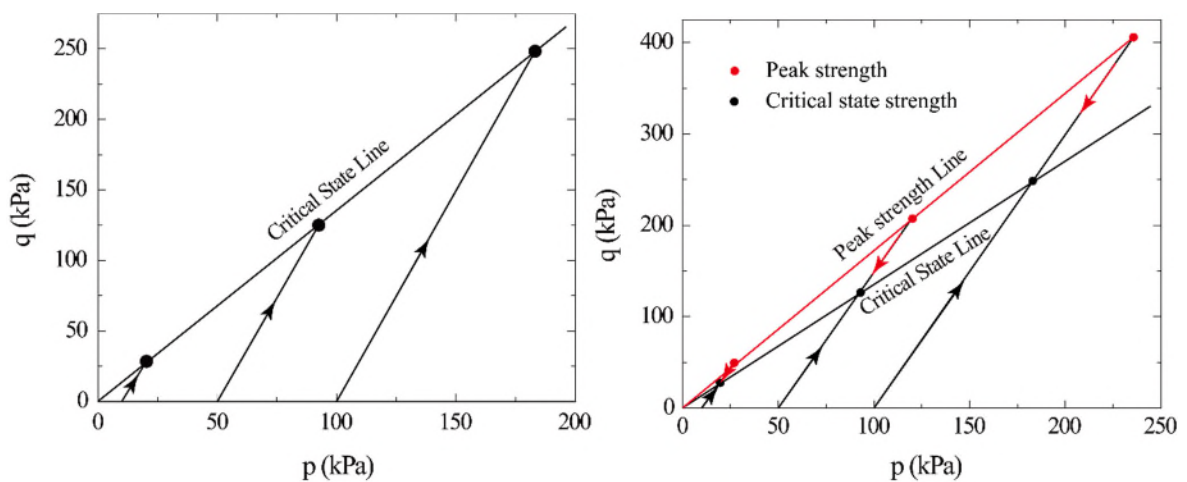 250
200
150
100
50
0
q (kPa)
Critical State Line
0 50 100 150 200
p (kPa)
400
300
200
100
0
q (kPa)
Peak strength
Critical state strength
Peak strength Line
Critical State Line
0 50 100 150 200 250
p (kPa)